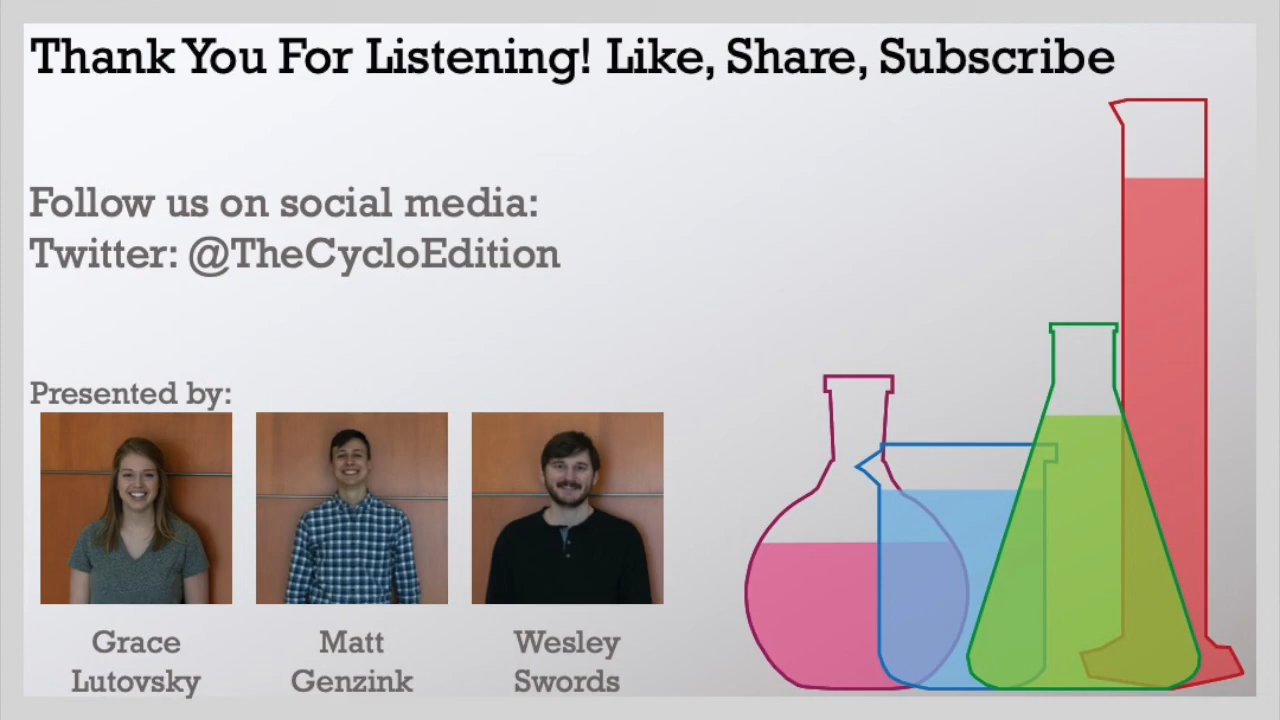 Thank You For Listening! Like, Share, Subscribe
Follow us on social media:
Twitter: @TheCycloEdition
Presented by:
Grace
Lutovsky
Matt
Genzink
Wesley
Swords